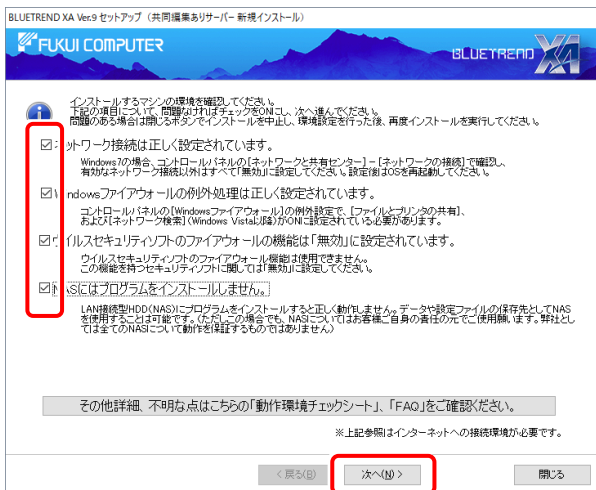 BLUETREND XA Ver.9 セットアップ（共同編集ありサーバー 新規インストール）
FUKUI COMPUTER
BLUETREND XA
インストールするマシンの環境を確認してください。
下記の項目について、問題なければチェックをONにし、次へ進んでください。
問題のある場合は閉じるボタンでインストールを中止し、環境設定を行った後、再度インストールを実行してください。
ネットワーク接続は正しく設定されています。
Windows7の場合、コントロールパネルの[ネットワークと共有センター]－[ネットワークの接続]で確認し、
有効なネットワーク接続以外はすべて「無効」に設定してください。設定後はOSを再起動してください。
Windowsファイアウォールの例外処理は正しく設定されています。
コントロールパネルの[Windowsファイアウォール]の例外設定で、[ファイルとプリンタの共有]、
および[ネットワーク検索](Windows Vista以降)がONに設定されている必要があります。
ウイルスセキュリティソフトのファイアウォールの機能は「無効」に設定されています。
ウイルスセキュリティソフトのファイアウォール機能は使用できません。
この機能を持つセキュリティソフトに関しては「無効」に設定してください。
NASにはプログラムをインストールしません。
LAN接続型HDD(NAS)にプログラムをインストールすると正しく動作しません。データや設定ファイルの保存先としてNAS
を使用することは可能です。(ただしこの場合でも、NASについてはお客様ご自身の責任の元でご使用願います。弊社とし
ては全てのNASについて動作を保証するものではありません)
その他詳細、不明な点はこちらの「動作環境チェックシート」、「FAQ」をご確認ください。
※上記参照はインターネットへの接続環境が必要です。
< 戻る(B) 次へ(N) > 閉じる